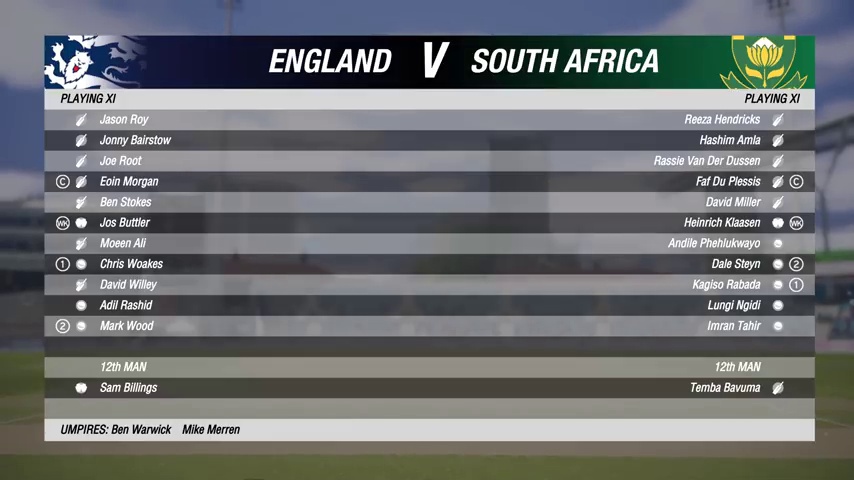 ENGLAND V SOUTH AFRICA
PLAYING XI PLAYING XI
Jason Roy Reeza Hendricks
Jonny Bairstow Hashim Amla
Joe Root Rassie Van Der Dussen
C Eoin Morgan Faf Du Plessis C
Ben Stokes David Miller
WK Jos Buttler Heinrich Klaasen WK
Moeen Ali Andile Phehlukwayo
1 Chris Woakes Dale Steyn 2
David Willey Kagiso Rabada 1
Adil Rashid Lungi Ngidi
2 Mark Wood Imran Tahir
12th MAN 12th MAN
Sam Billings Temba Bavuma
UMPIRES: Ben Warwick Mike Merren